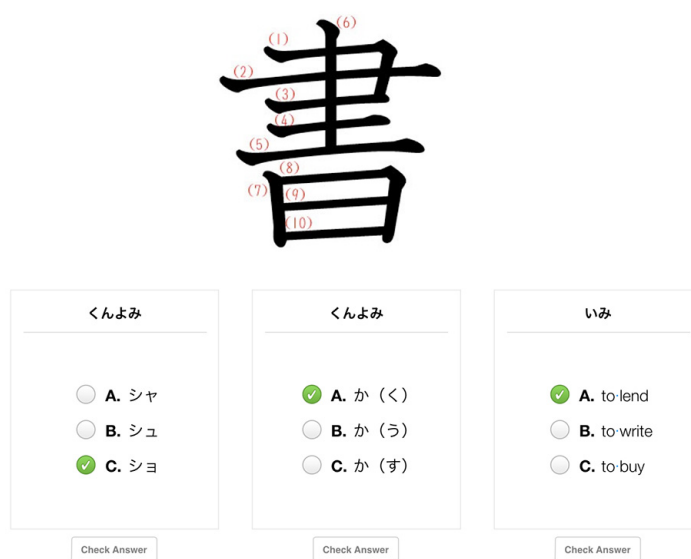 (1)
(2)
(3)
(4)
(5)
(6)
(7)
(8)
(9)
(10)
書
くんよみ
A. シャ
B. シュ
C. ショ
Check Answer
くんよみ
A. か（く）
B. か（う）
C. か（す）
Check Answer
いみ
A. to·lend
B. to·write
C. to·buy
Check Answer